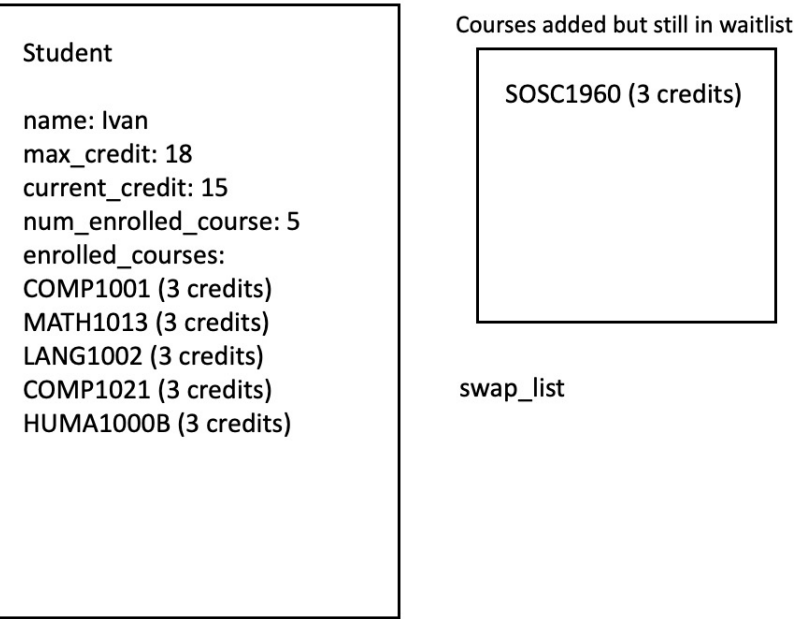 Student
name: Ivan
max_credit: 18
current_credit: 15
num_enrolled_course: 5
enrolled_courses:
COMP1001 (3 credits)
MATH1013 (3 credits)
LANG1002 (3 credits)
COMP1021 (3 credits)
HUMA1000B (3 credits)
Courses added but still in waitlist
SOSC1960 (3 credits)
swap_list